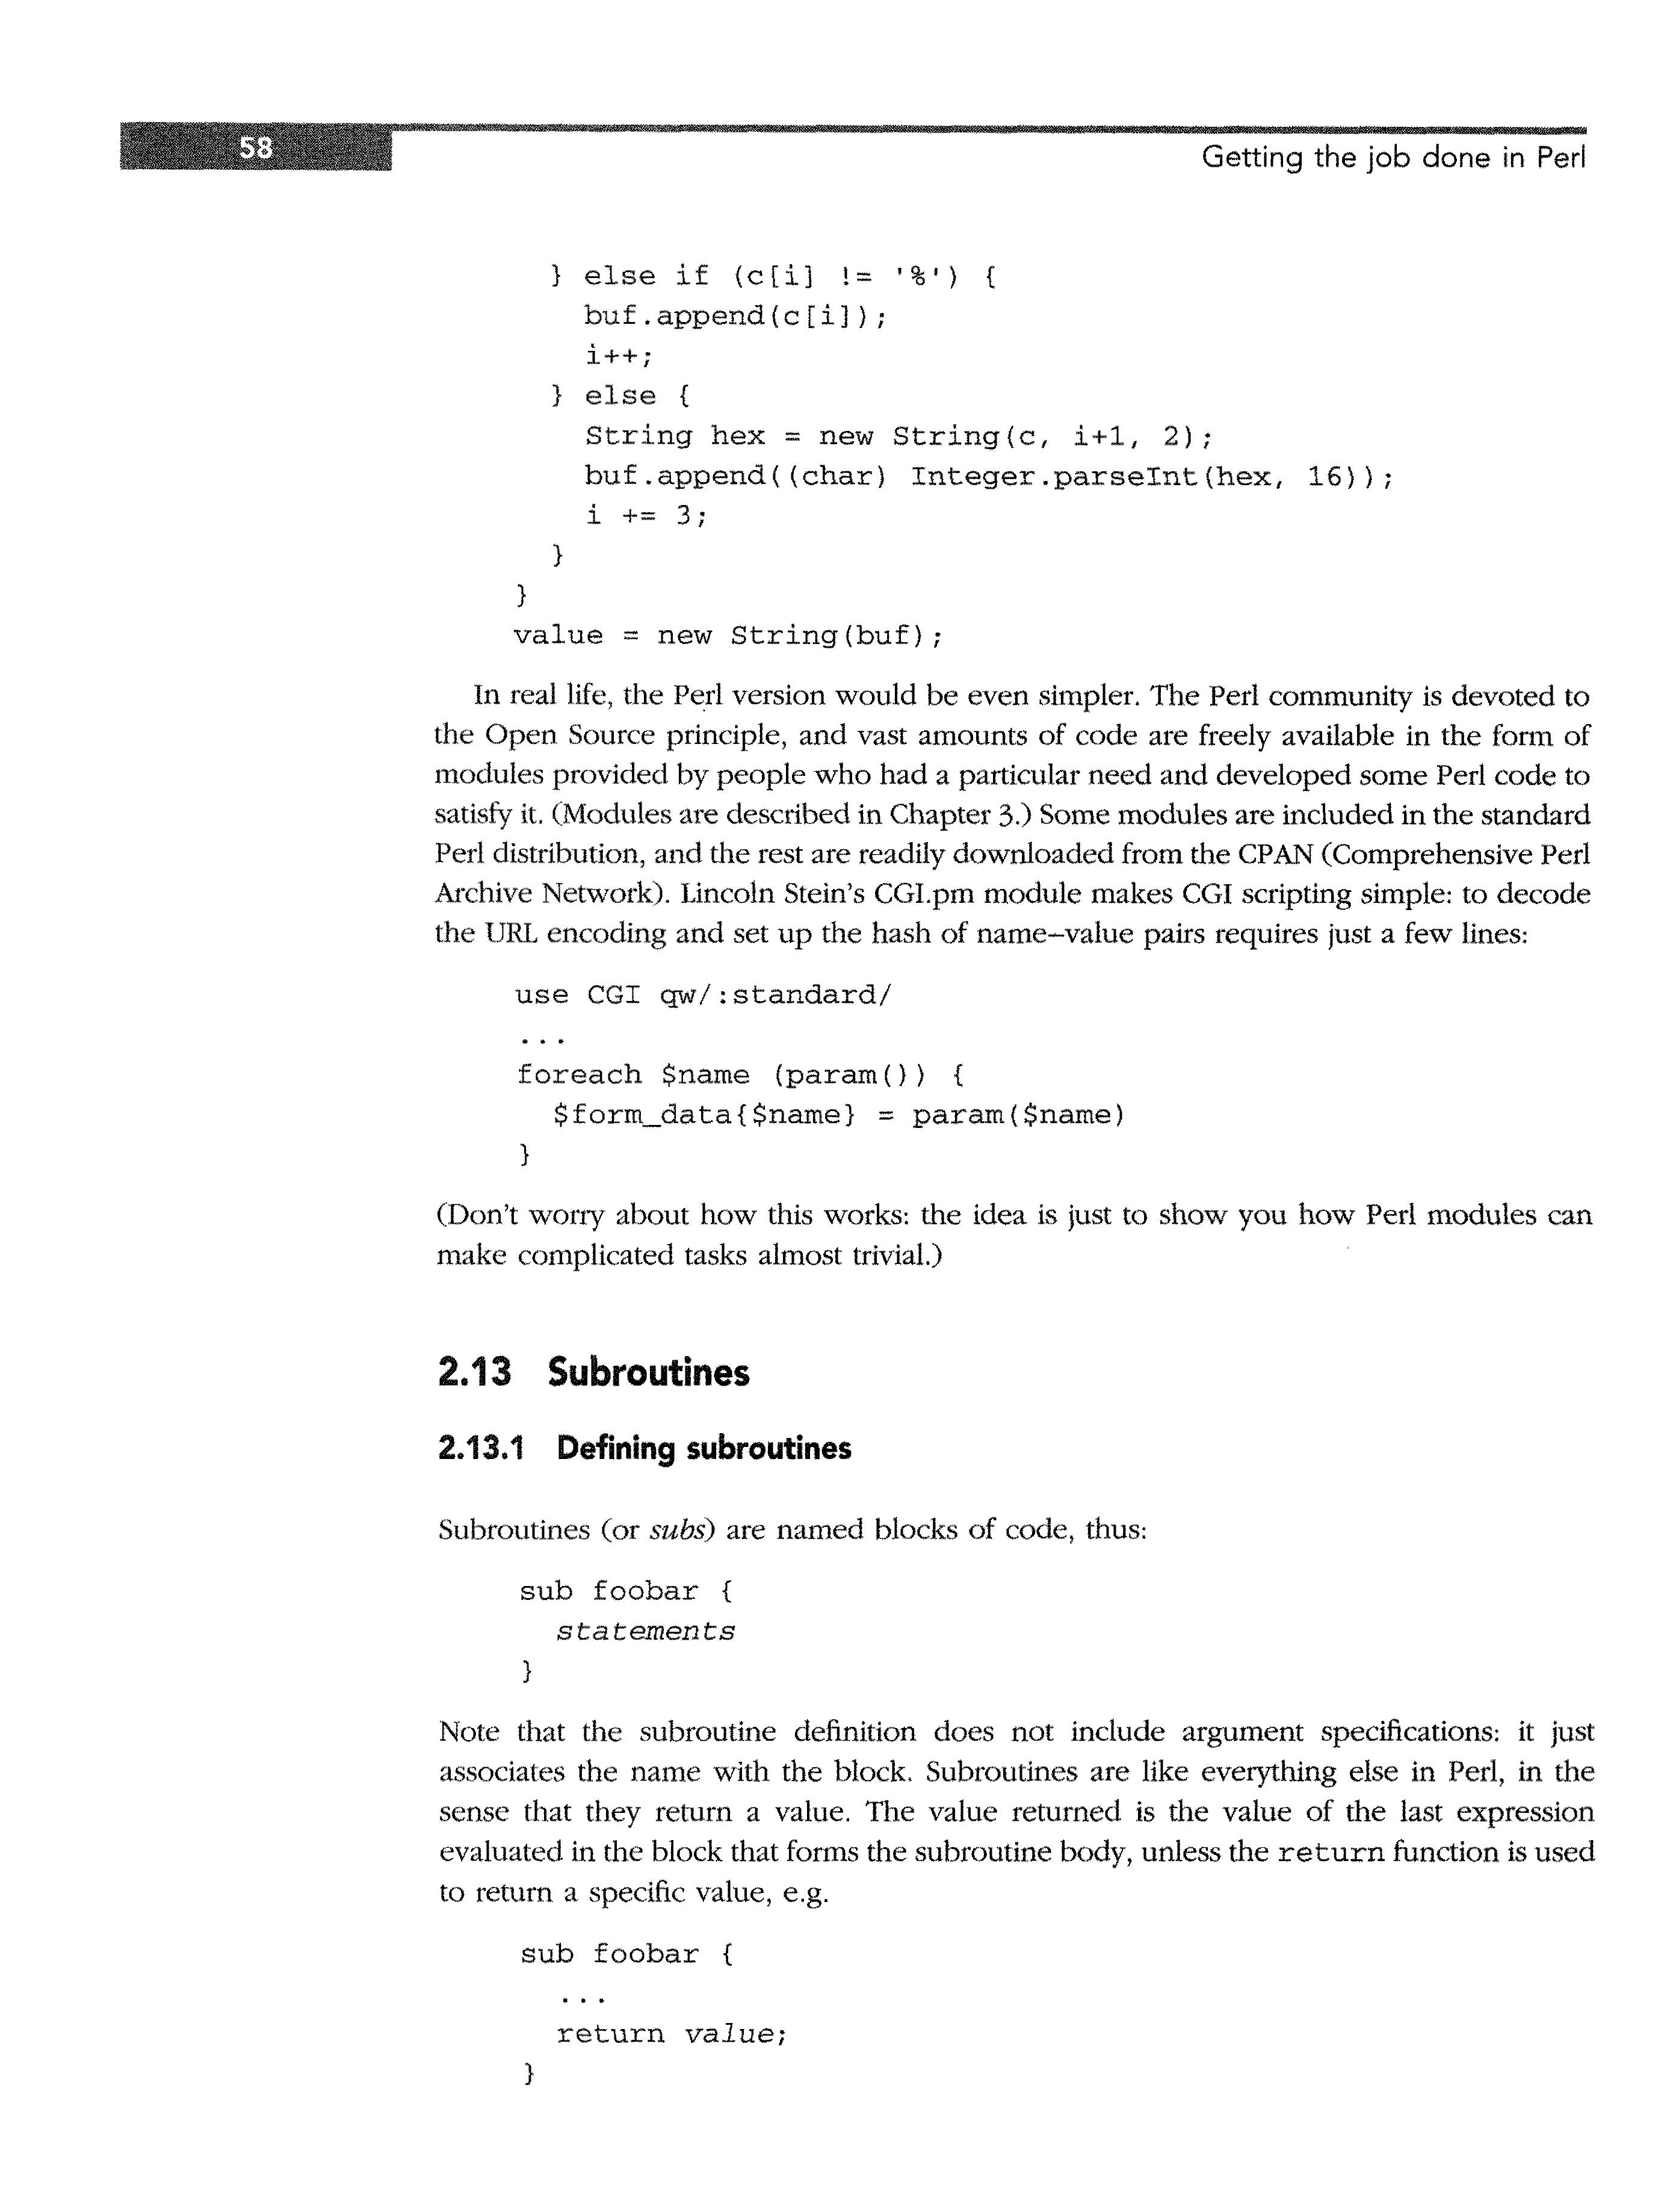 58
Getting the job done in Perl
} else if (c[i] != '%') {
buf.append(c[i]);
i++;
} else {
String hex = new String(c, i+1, 2);
buf.append((char) Integer.parseInt(hex, 16));
i += 3;
}
}
value = new String(buf);
In real life, the Perl version would be even simpler. The Perl community is devoted to
the Open Source principle, and vast amounts of code are freely available in the form of
modules provided by people who had a particular need and developed some Perl code to
satisfy it. (Modules are described in Chapter 3.) Some modules are included in the standard
Perl distribution, and the rest are readily downloaded from the CPAN (Comprehensive Perl
Archive Network). Lincoln Stein's CGI.pm module makes CGI scripting simple: to decode
the URL encoding and set up the hash of name–value pairs requires just a few lines:
use CGI qw/:standard/
...
foreach $name (param()) {
$form_data{$name} = param($name)
}
(Don't worry about how this works: the idea is just to show you how Perl modules can
make complicated tasks almost trivial.)
2.13 Subroutines
2.13.1 Defining subroutines
Subroutines (or subs) are named blocks of code, thus:
sub foobar {
statements
}
Note that the subroutine definition does not include argument specifications: it just
associates the name with the block. Subroutines are like everything else in Perl, in the
sense that they return a value. The value returned is the value of the last expression
evaluated in the block that forms the subroutine body, unless the return function is used
to return a specific value, e.g.
sub foobar {
...
return value;
}